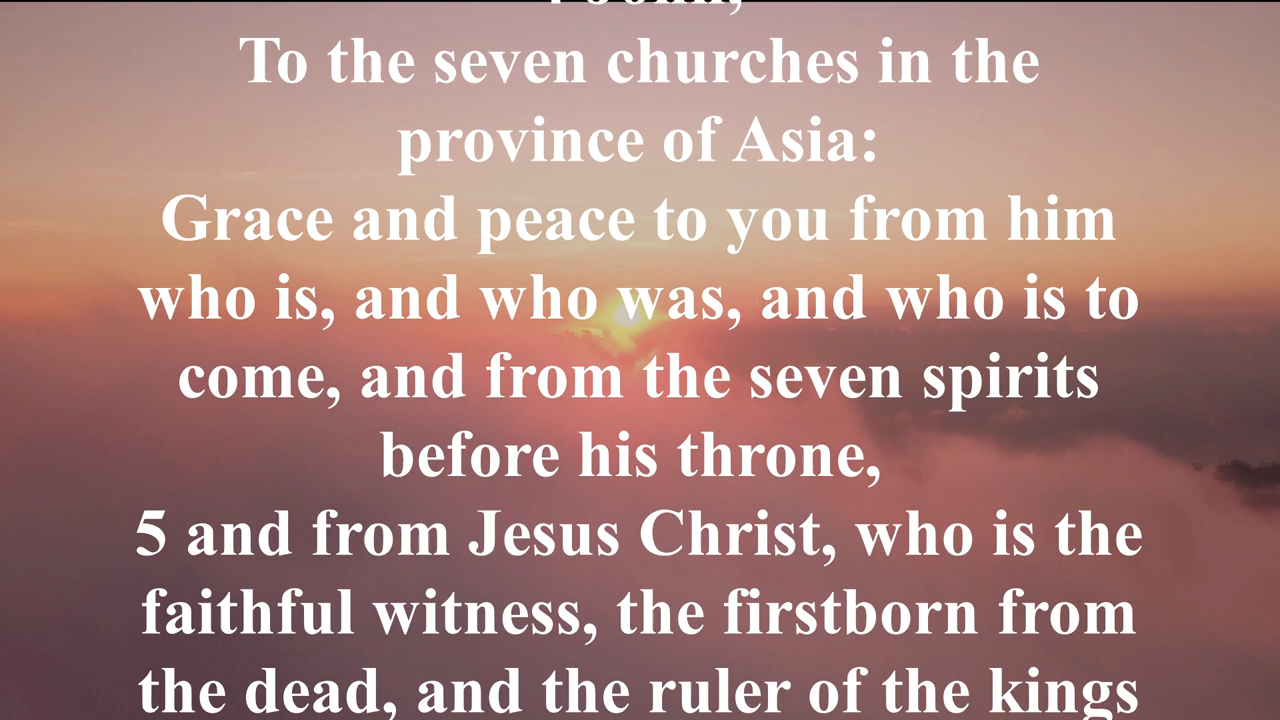 To the seven churches in the
province of Asia:
Grace and peace to you from him
who is, and who was, and who is to
come, and from the seven spirits
before his throne,
5 and from Jesus Christ, who is the
faithful witness, the firstborn from
the dead, and the ruler of the kings